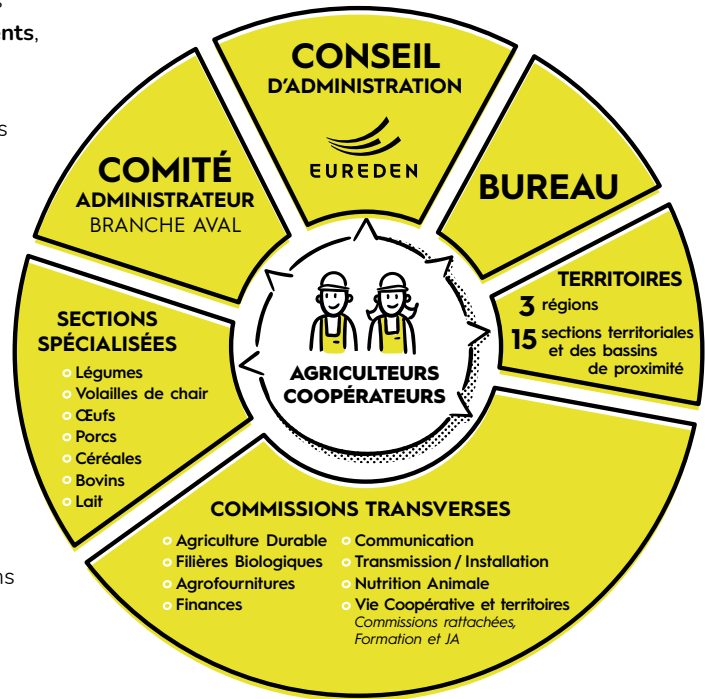 ents,
s
ns
CONSEIL
D'ADMINISTRATION
EUREDEN
BUREAU
TERRITOIRES
3 régions
15 sections territoriales
et des bassins
de proximité
COMMISSIONS TRANSVERSES
Agriculture Durable
Filières Biologiques
Agrofournitures
Finances
Communication
Transmission / Installation
Nutrition Animale
Vie Coopérative et territoires
Commissions rattachées,
Formation et JA
SECTIONS
SPÉCIALISÉES
Légumes
Volailles de chair
Œufs
Porcs
Céréales
Bovins
Lait
COMITÉ
ADMINISTRATEUR
BRANCHE AVAL
AGRICULTEURS
COOPÉRATEURS